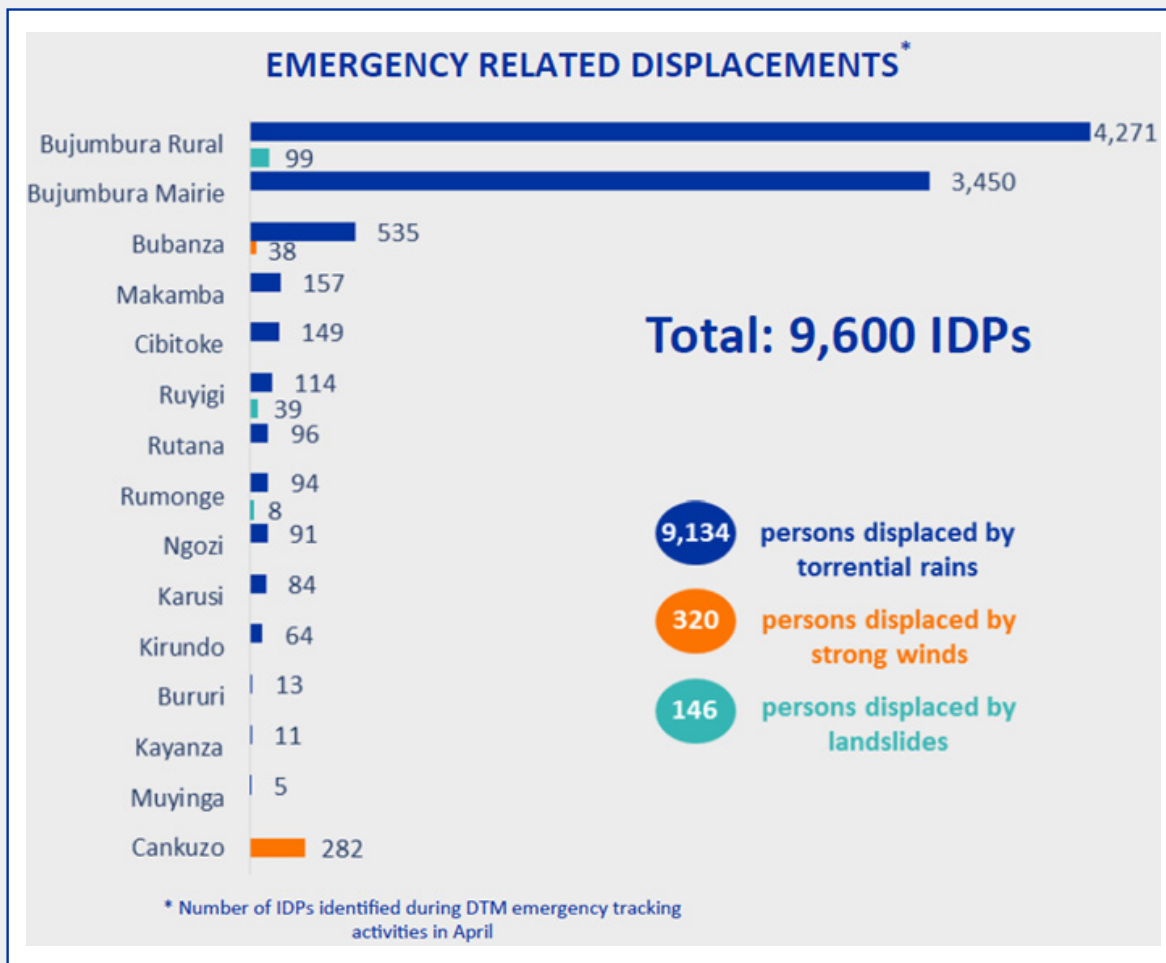 EMERGENCY RELATED DISPLACEMENTS*
Bujumbura Rural 4,271
99
Bujumbura Mairie 3,450
Bubanza 535
38
Makamba 157
Cibitoke 149
Total: 9,600 IDPs
Ruyigi 114
39
Rutana 96
Rumonge 94
8
Ngozi 91
Karusi 84
Kirundo 64
Bururi 13
Kayanza 11
Muyinga 5
Cankuzo 282
9,134 persons displaced by
torrential rains
320 persons displaced by
strong winds
146 persons displaced by
landslides
* Number of IDPs identified during DTM emergency tracking
activities in April